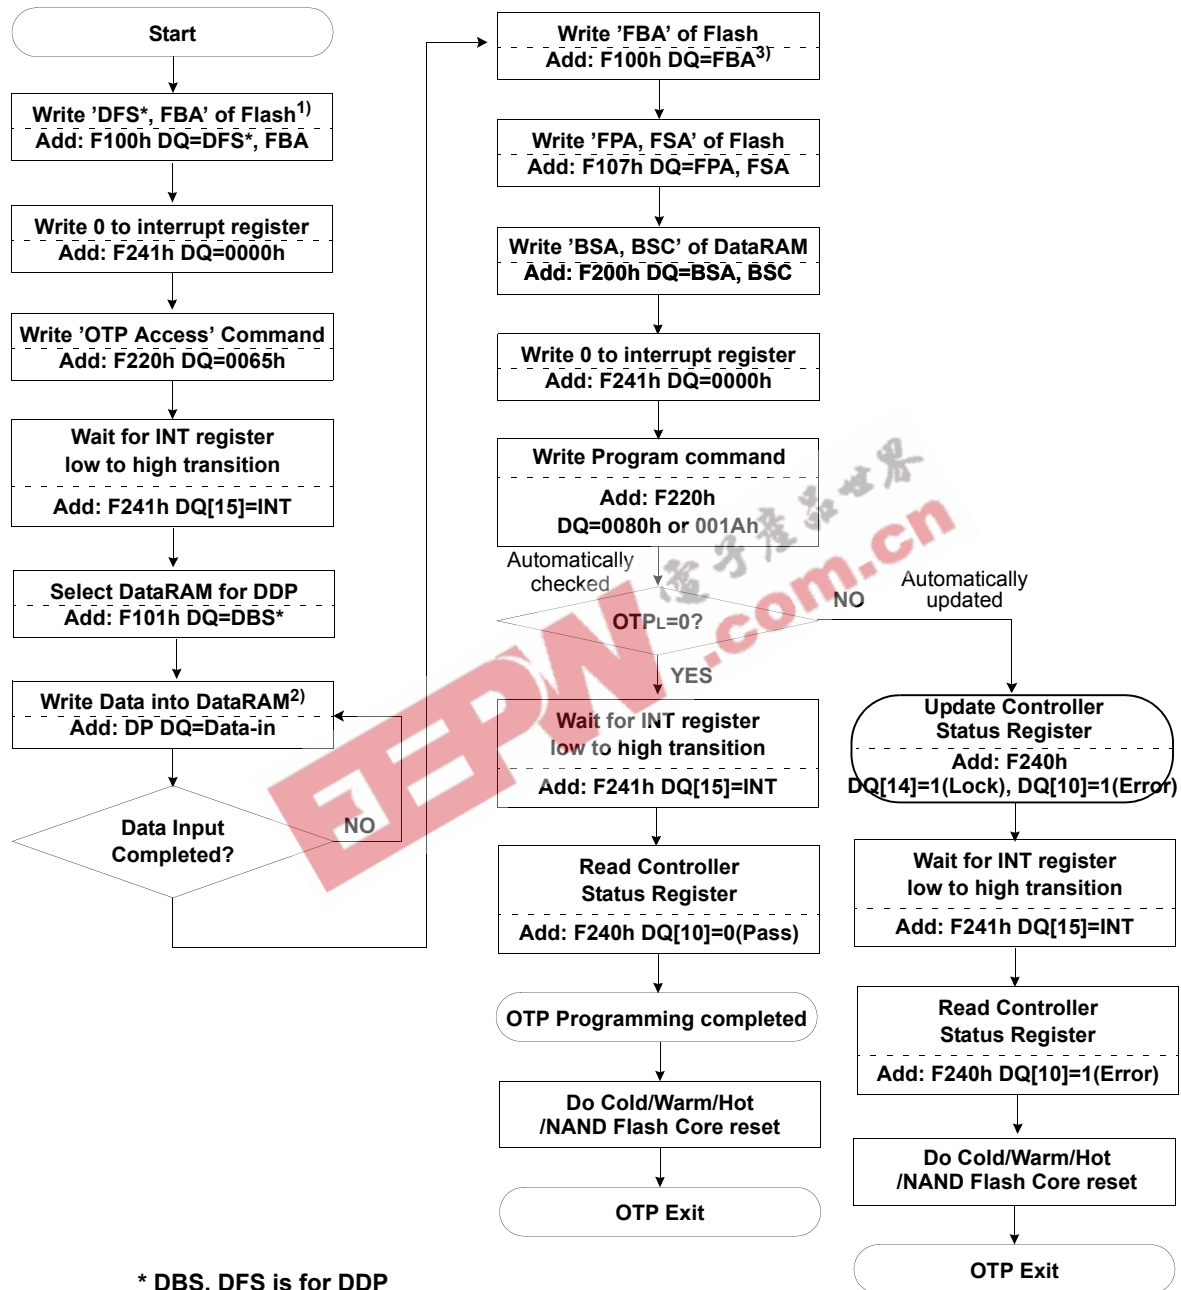 Start
Write ’DFS*, FBA’ of Flash1)
Add: F100h DQ=DFS*, FBA
Write 0 to interrupt register
Add: F241h DQ=0000h
Write ’OTP Access’ Command
Add: F220h DQ=0065h
Wait for INT register
low to high transition
Add: F241h DQ[15]=INT
Select DataRAM for DDP
Add: F101h DQ=DBS*
Write Data into DataRAM2)
Add: DP DQ=Data-in
Data Input
Completed?
NO
Write ’FBA’ of Flash
Add: F100h DQ=FBA3)
Write ’FPA, FSA’ of Flash
Add: F107h DQ=FPA, FSA
Write ’BSA, BSC’ of DataRAM
Add: F200h DQ=BSA, BSC
Write 0 to interrupt register
Add: F241h DQ=0000h
Write Program command
Add: F220h
DQ=0080h or 001Ah
Automatically
checked
OTPL=0?
YES
NO
Automatically
updated
Wait for INT register
low to high transition
Add: F241h DQ[15]=INT
Read Controller
Status Register
Add: F240h DQ[10]=0(Pass)
OTP Programming completed
Do Cold/Warm/Hot
/NAND Flash Core reset
OTP Exit
Update Controller
Status Register
Add: F240h
DQ[14]=1(Lock), DQ[10]=1(Error)
Wait for INT register
low to high transition
Add: F241h DQ[15]=INT
Read Controller
Status Register
Add: F240h DQ[10]=1(Error)
Do Cold/Warm/Hot
/NAND Flash Core reset
OTP Exit
* DBS, DFS is for DDP
EEPW
.com.cn
電子產品世界